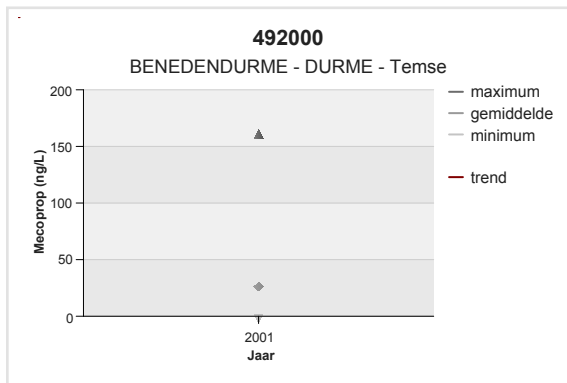 492000
BENEDENDURME - DURME - Temse
200
150
100
50
0
Mecoprop (ng/L)
2001
Jaar
maximum
gemiddelde
minimum
trend